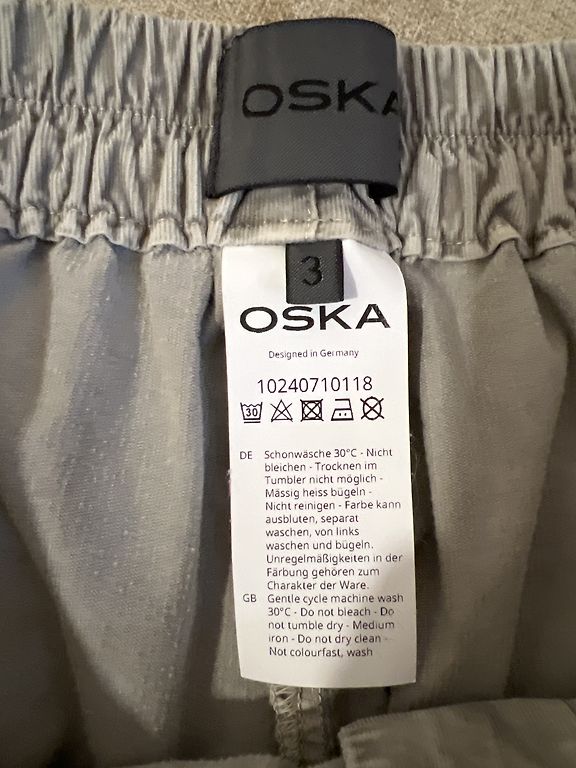 OSKA
3
OSKA
Designed in Germany
10240710118
30
DE Schonwäsche 30°C - Nicht
bleichen - Trocknen im
Tumbler nicht möglich -
Mässig heiss bügeln -
Nicht reinigen - Farbe kann
ausbluten, separat
waschen, von links
waschen und bügeln.
Unregelmäßigkeiten in der
Färbung gehören zum
Charakter der Ware.
GB Gentle cycle machine wash
30°C - Do not bleach - Do
not tumble dry - Medium
iron - Do not dry clean -
Not colourfast, wash